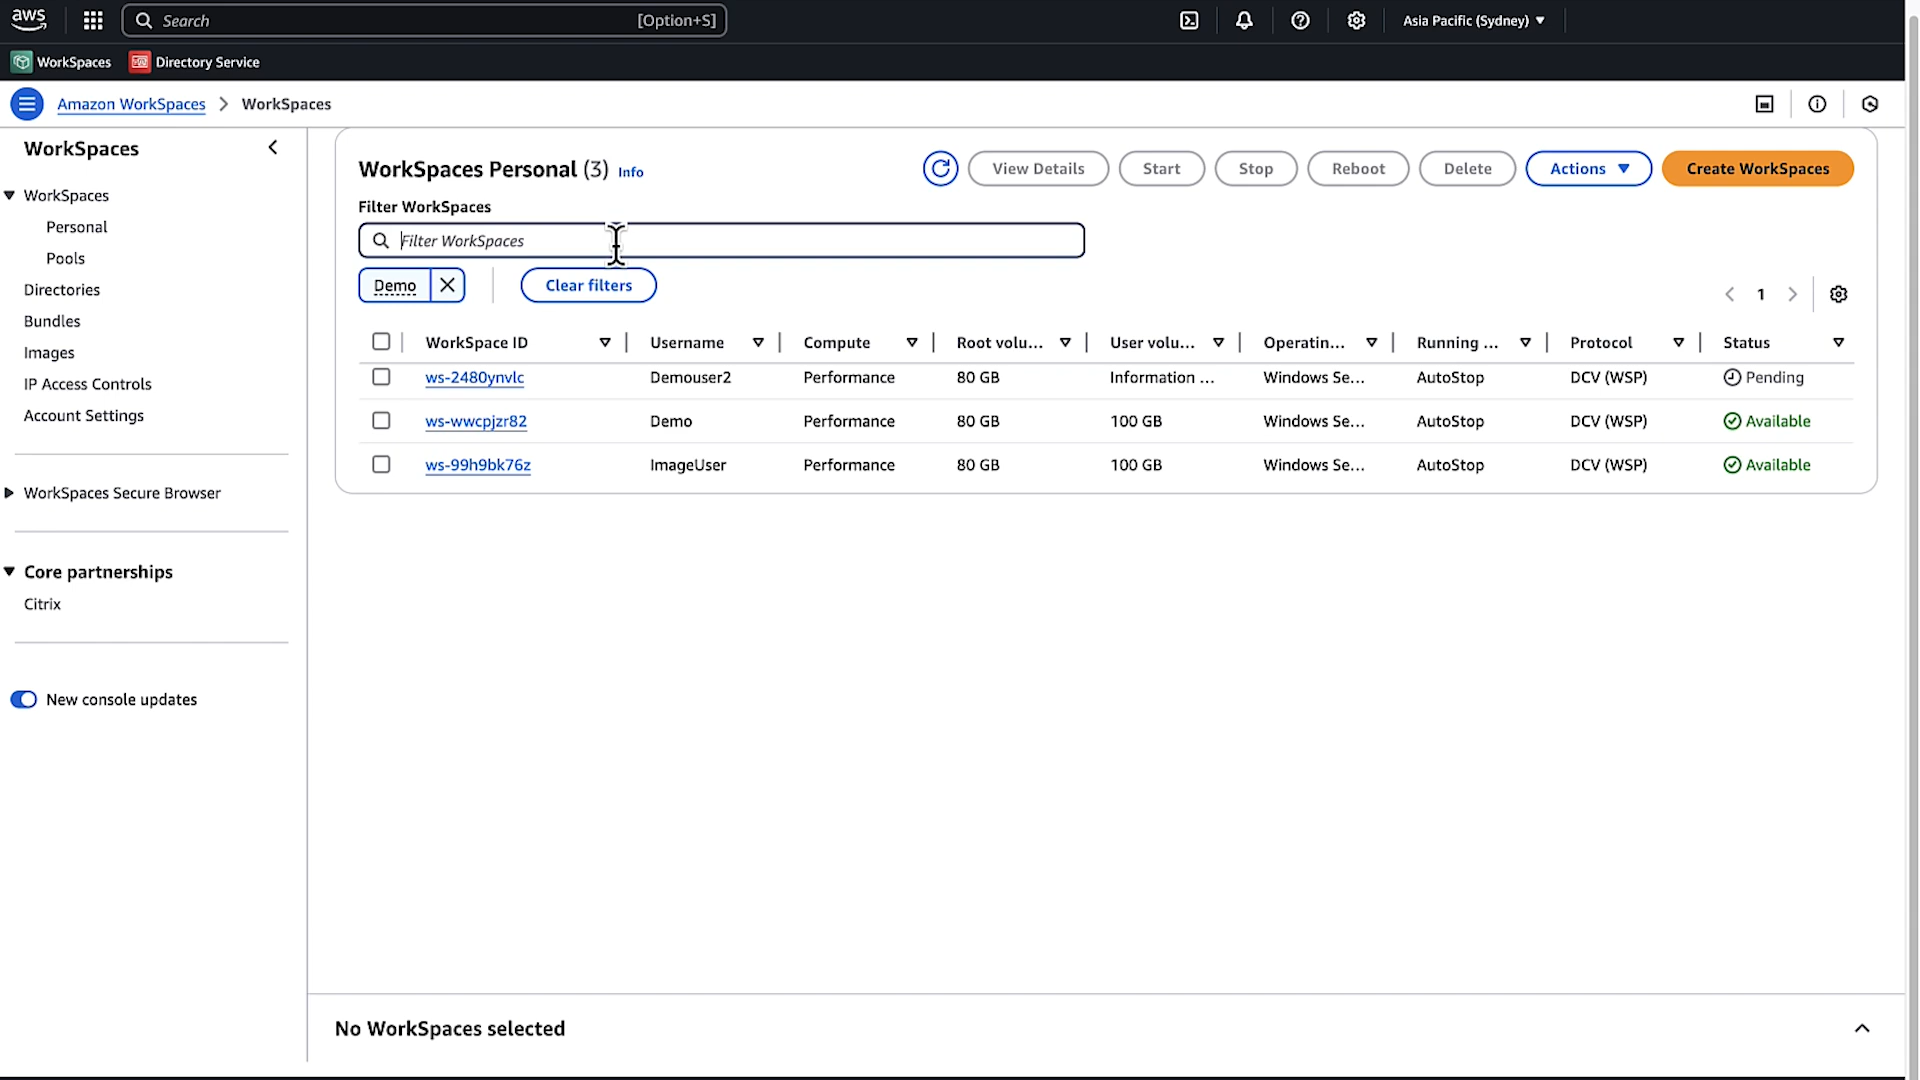 aws
Search [Option+S] Asia Pacific (Sydney)
WorkSpaces Directory Service
Amazon WorkSpaces > WorkSpaces
WorkSpaces
WorkSpaces
Personal
Pools
Directories
Bundles
Images
IP Access Controls
Account Settings
WorkSpaces Secure Browser
Core partnerships
Citrix
New console updates
WorkSpaces Personal (3) Info View Details Start Stop Reboot Delete Actions Create WorkSpaces
Filter WorkSpaces
Filter WorkSpaces
Demo Clear filters
1
WorkSpace ID Username Compute Root volu... User volu... Operatin... Running ... Protocol Status
ws-2480ynvlc Demouser2 Performance 80 GB Information ... Windows Se... AutoStop DCV (WSP) Pending
ws-wwcpjzr82 Demo Performance 80 GB 100 GB Windows Se... AutoStop DCV (WSP) Available
ws-99h9bk76z ImageUser Performance 80 GB 100 GB Windows Se... AutoStop DCV (WSP) Available
No WorkSpaces selected